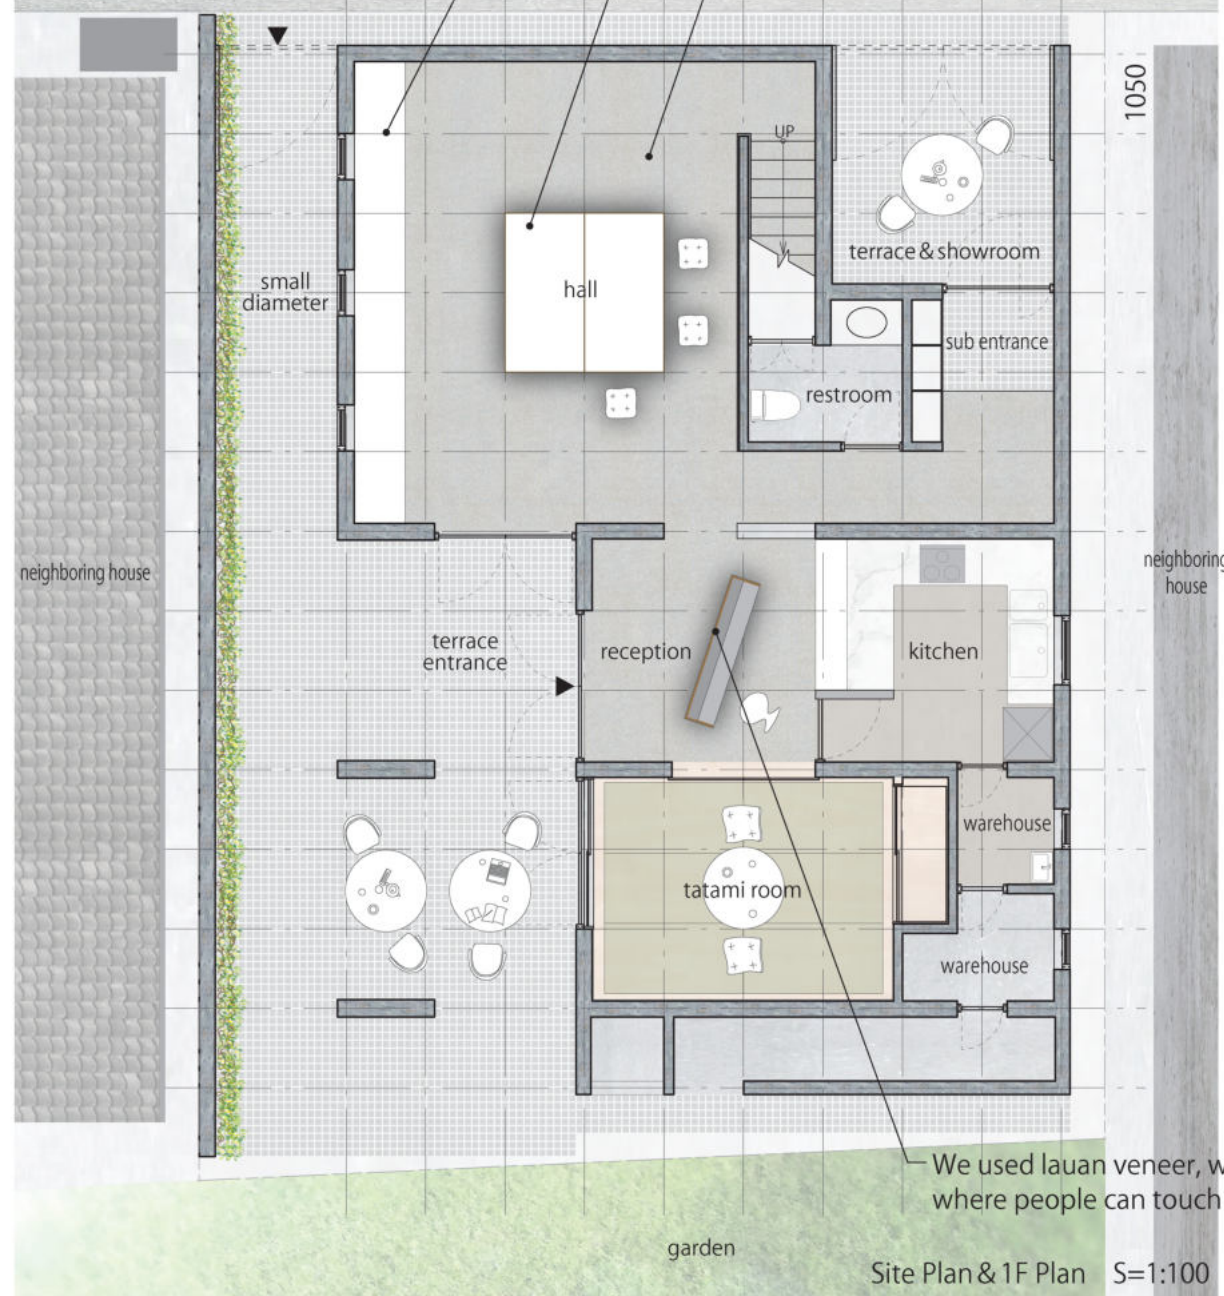 1050
UP
terrace & showroom
small
diameter
hall
sub entrance
restroom
neighboring house
neighboring
house
terrace
entrance
reception
kitchen
warehouse
tatami room
warehouse
We used lauan veneer, w
where people can touch
garden
Site Plan & 1F Plan S=1:100